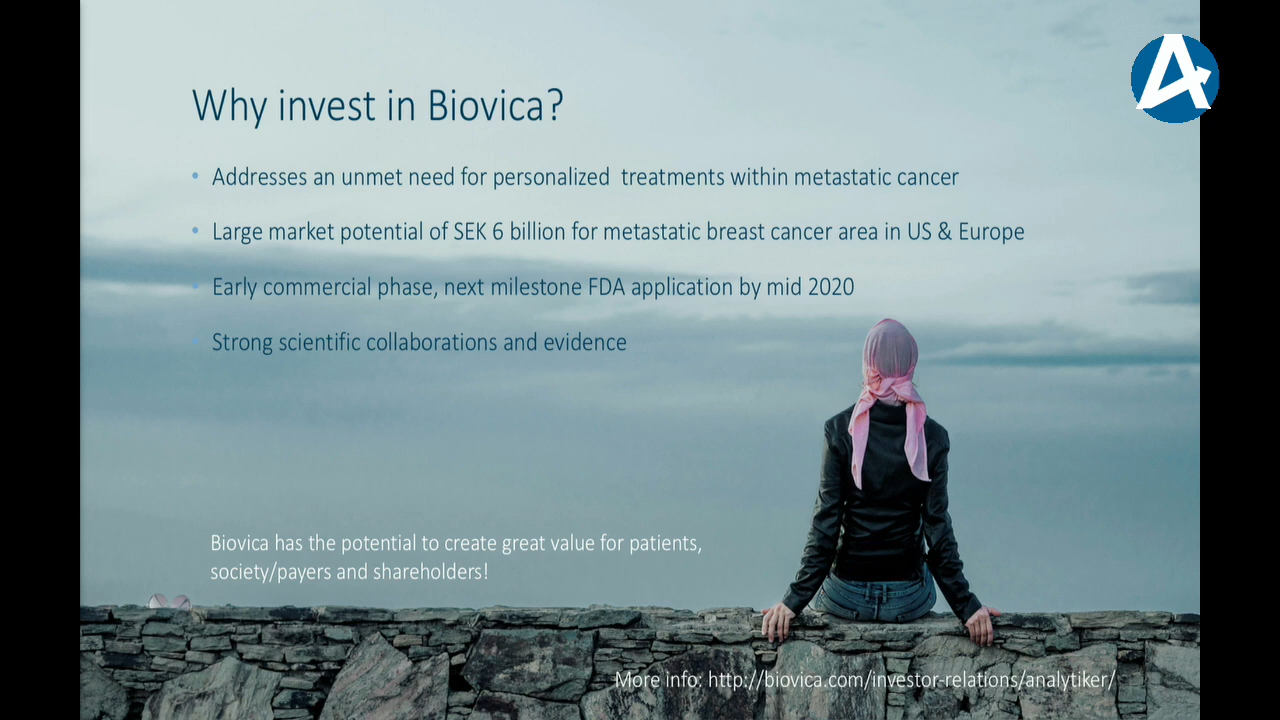 Why invest in Biovica?
• Addresses an unmet need for personalized  treatments within metastatic cancer
• Large market potential of SEK 6 billion for metastatic breast cancer area in US & Europe
• Early commercial phase, next milestone FDA application by mid 2020
• Strong scientific collaborations and evidence
Biovica has the potential to create great value for patients,
society/payers and shareholders!
More info: http://biovica.com/investor-relations/analytiker/